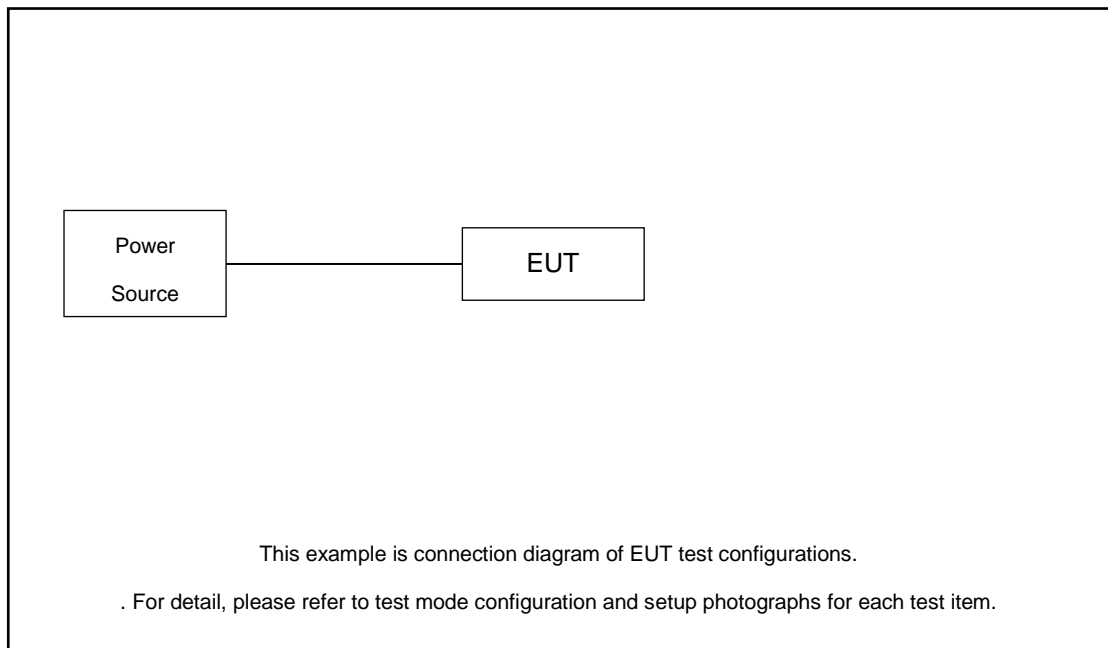 Power
Source
EUT
This example is connection diagram of EUT test configurations.
. For detail, please refer to test mode configuration and setup photographs for each test item.